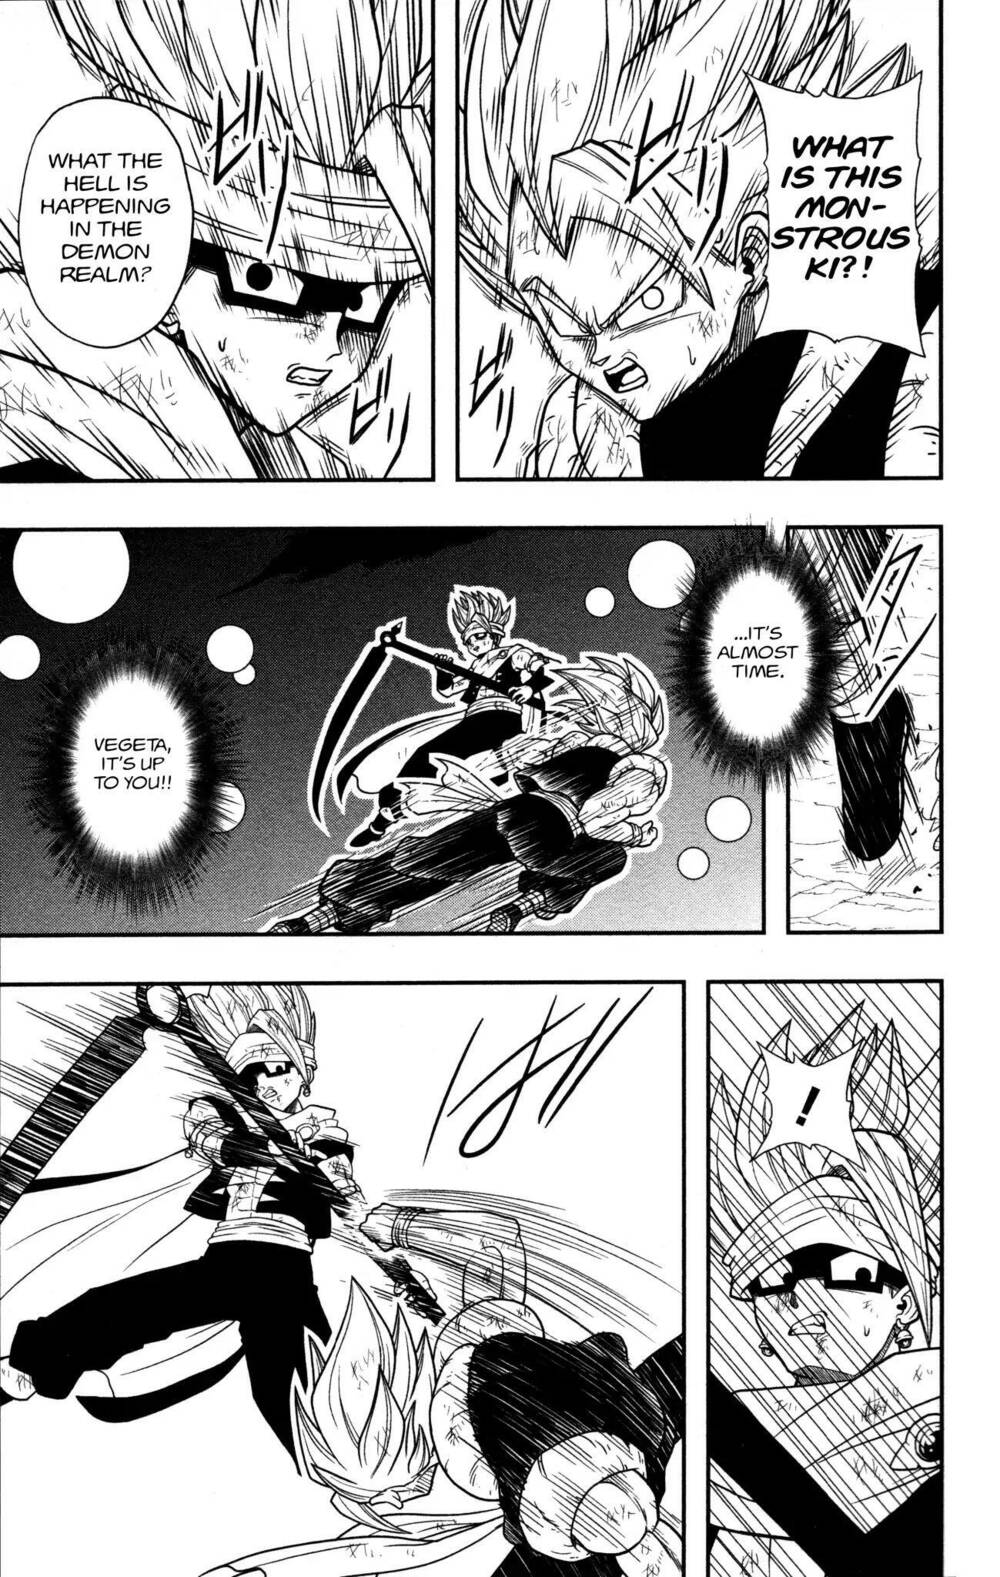 WHAT
IS THIS
MON-
STROUS
KI?!
WHAT THE
HELL IS
HAPPENING
IN THE
DEMON
REALM?
...IT'S
ALMOST
TIME.
VEGETA,
IT'S UP
TO YOU!!
!